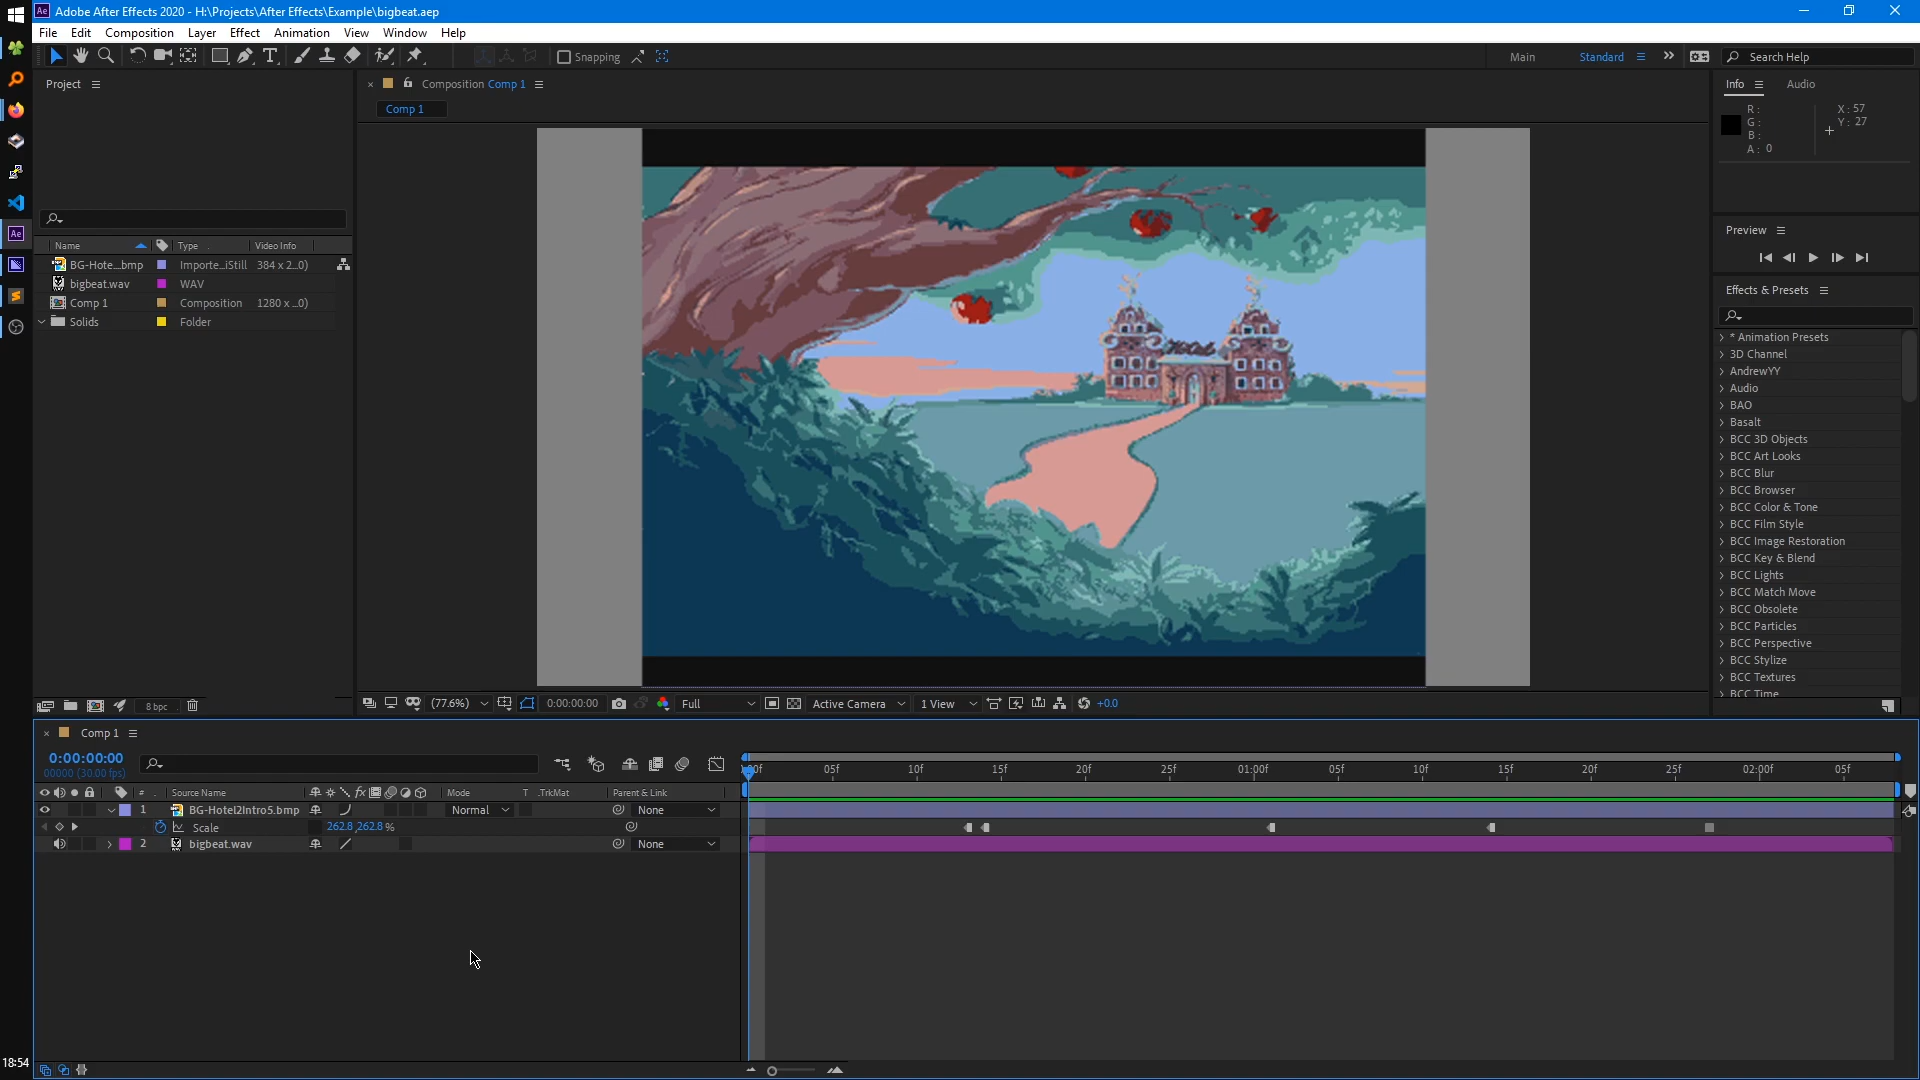 Ae Adobe After Effects 2020 - H:\Projects\After Effects\Example\bigbeat.aep
File Edit Composition Layer Effect Animation View Window Help
Snapping Main Standard Search Help
Project
Composition Comp 1
Comp 1
Info Audio
R: X: 57
G: Y: 27
B:
A: 0
Name Type Video Info
BG-Hote...bmp Importe...iStill 384 x 2...0)
bigbeat.wav WAV
Comp 1 Composition 1280 x ...0)
Solids Folder
Hotel
Preview
Effects & Presets
* Animation Presets
3D Channel
AndrewYY
Audio
BAO
Basalt
BCC 3D Objects
BCC Art Looks
BCC Blur
BCC Browser
BCC Color & Tone
BCC Film Style
BCC Image Restoration
BCC Key & Blend
BCC Lights
BCC Match Move
BCC Obsolete
BCC Particles
BCC Perspective
BCC Stylize
BCC Textures
BCC Time
Ae
8 bpc
(77.6%) 0:00:00:00 Full Active Camera 1 View +0.0
Comp 1
0:00:00:00
00000 (30.00 fps)
:00f 05f 10f 15f 20f 25f 01:00f 05f 10f 15f 20f 25f 02:00f 05f
# Source Name Mode T .TrkMat Parent & Link
1 BG-Hotel2Intro5.bmp Normal None
Scale 262.8,262.8 %
2 bigbeat.wav None
18:54